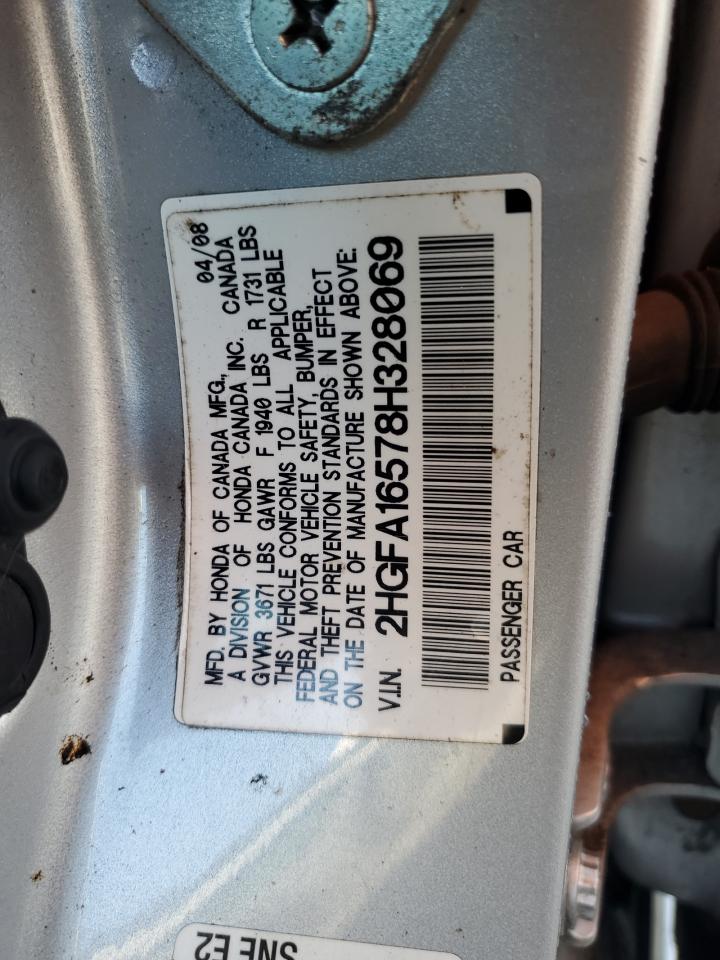 MFD. BY HONDA OF CANADA MFG., 04/08
A DIVISION OF HONDA CANADA INC. CANADA
GVWR 3671 LBS GAWR F 1940 LBS R 1731 LBS
THIS VEHICLE CONFORMS TO ALL APPLICABLE
FEDERAL MOTOR VEHICLE SAFETY, BUMPER,
AND THEFT PREVENTION STANDARDS IN EFFECT
ON THE DATE OF MANUFACTURE SHOWN ABOVE:
V.I.N. 2HGFA16578H328069
PASSENGER CAR
SNE E2